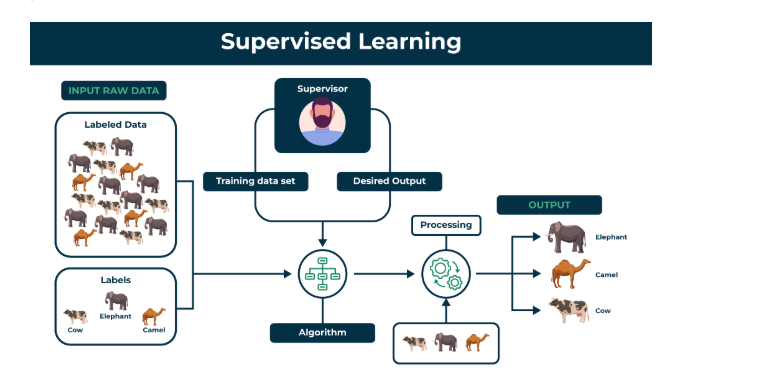 Supervised Learning
INPUT RAW DATA
Labeled Data
Supervisor
Training data set
Desired Output
Labels
Elephant
Cow
Camel
Algorithm
Processing
OUTPUT
Elephant
Camel
Cow